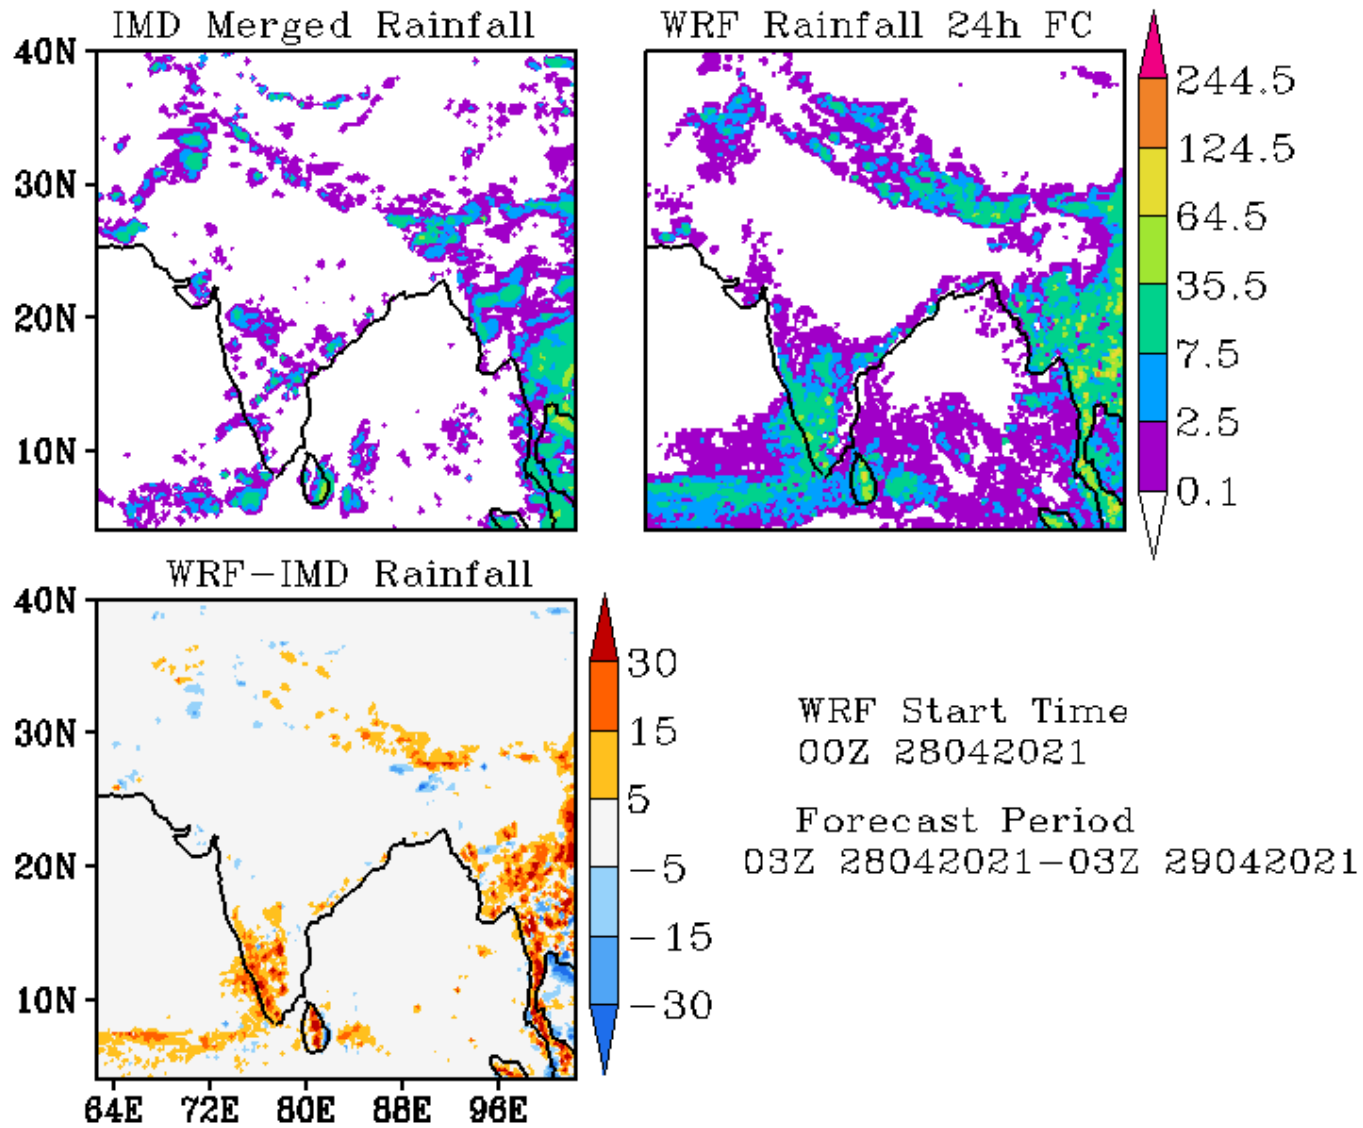 IMD Merged Rainfall
WRF Rainfall 24h FC
40N
30N
20N
10N
244.5
124.5
64.5
35.5
7.5
2.5
0.1
WRF-IMD Rainfall
40N
30N
20N
10N
64E 72E 80E 88E 96E
30
15
5
-5
-15
-30
WRF Start Time
00Z 28042021
Forecast Period
03Z 28042021-03Z 29042021